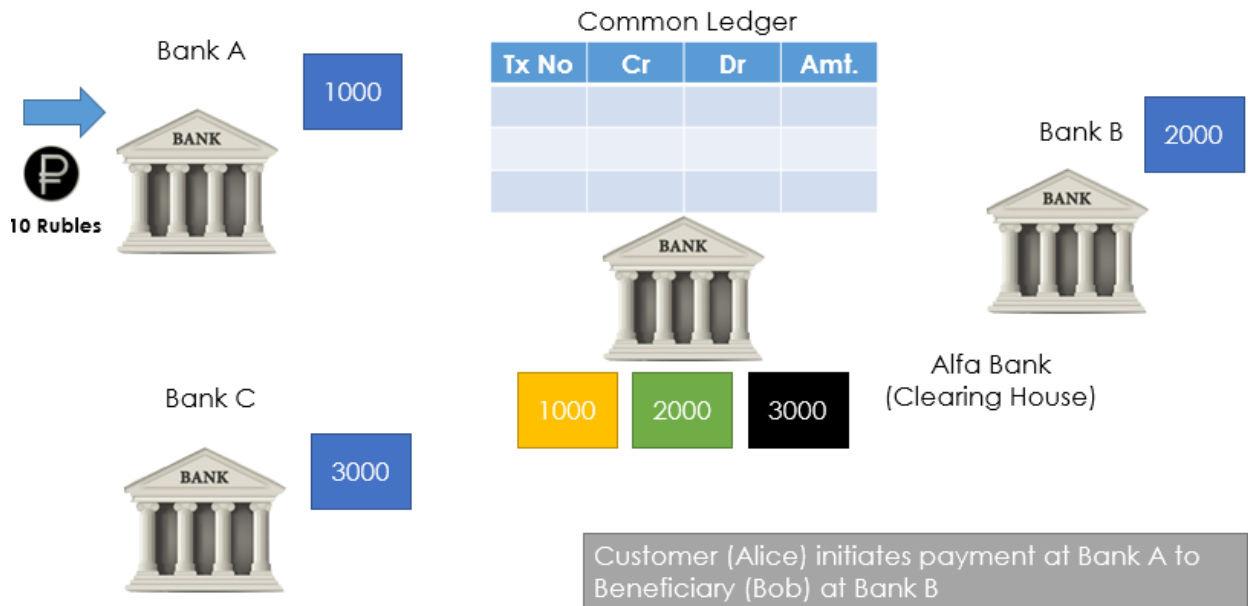 Common Ledger
Bank A
1000
Tx No Cr Dr Amt.
BANK
10 Rubles
Bank B
2000
BANK
BANK
Alfa Bank
(Clearing House)
1000 2000 3000
Bank C
3000
BANK
Customer (Alice) initiates payment at Bank A to
Beneficiary (Bob) at Bank B